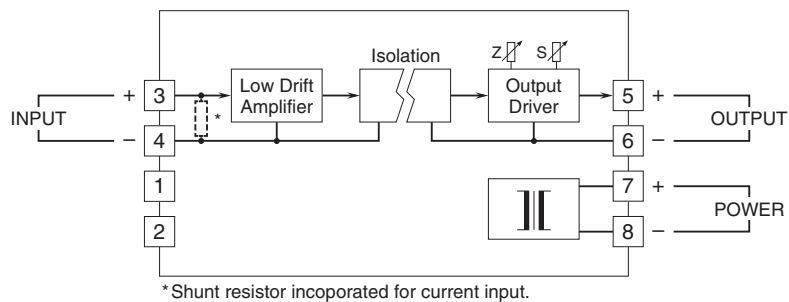 Isolation
Z S
INPUT + 3 Low Drift Amplifier Output Driver 5 + OUTPUT
*
− 4 6 −
1 7 + POWER
2 8 −
*Shunt resistor incoporated for current input.